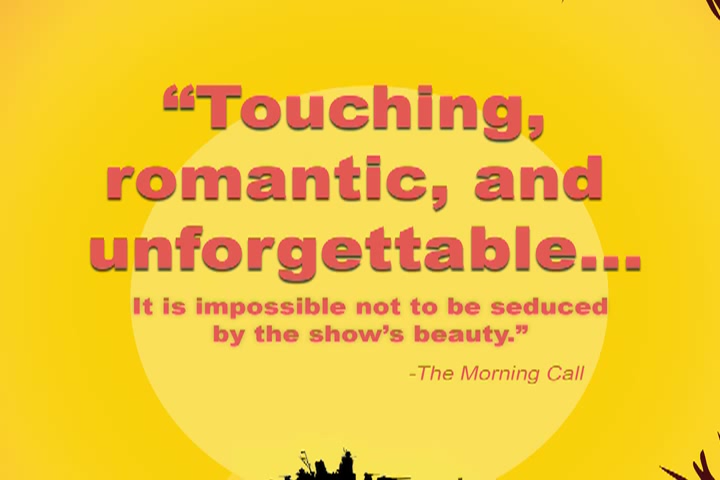 “Touching,
romantic, and
unforgettable...
It is impossible not to be seduced
by the show’s beauty.”
-The Morning Call